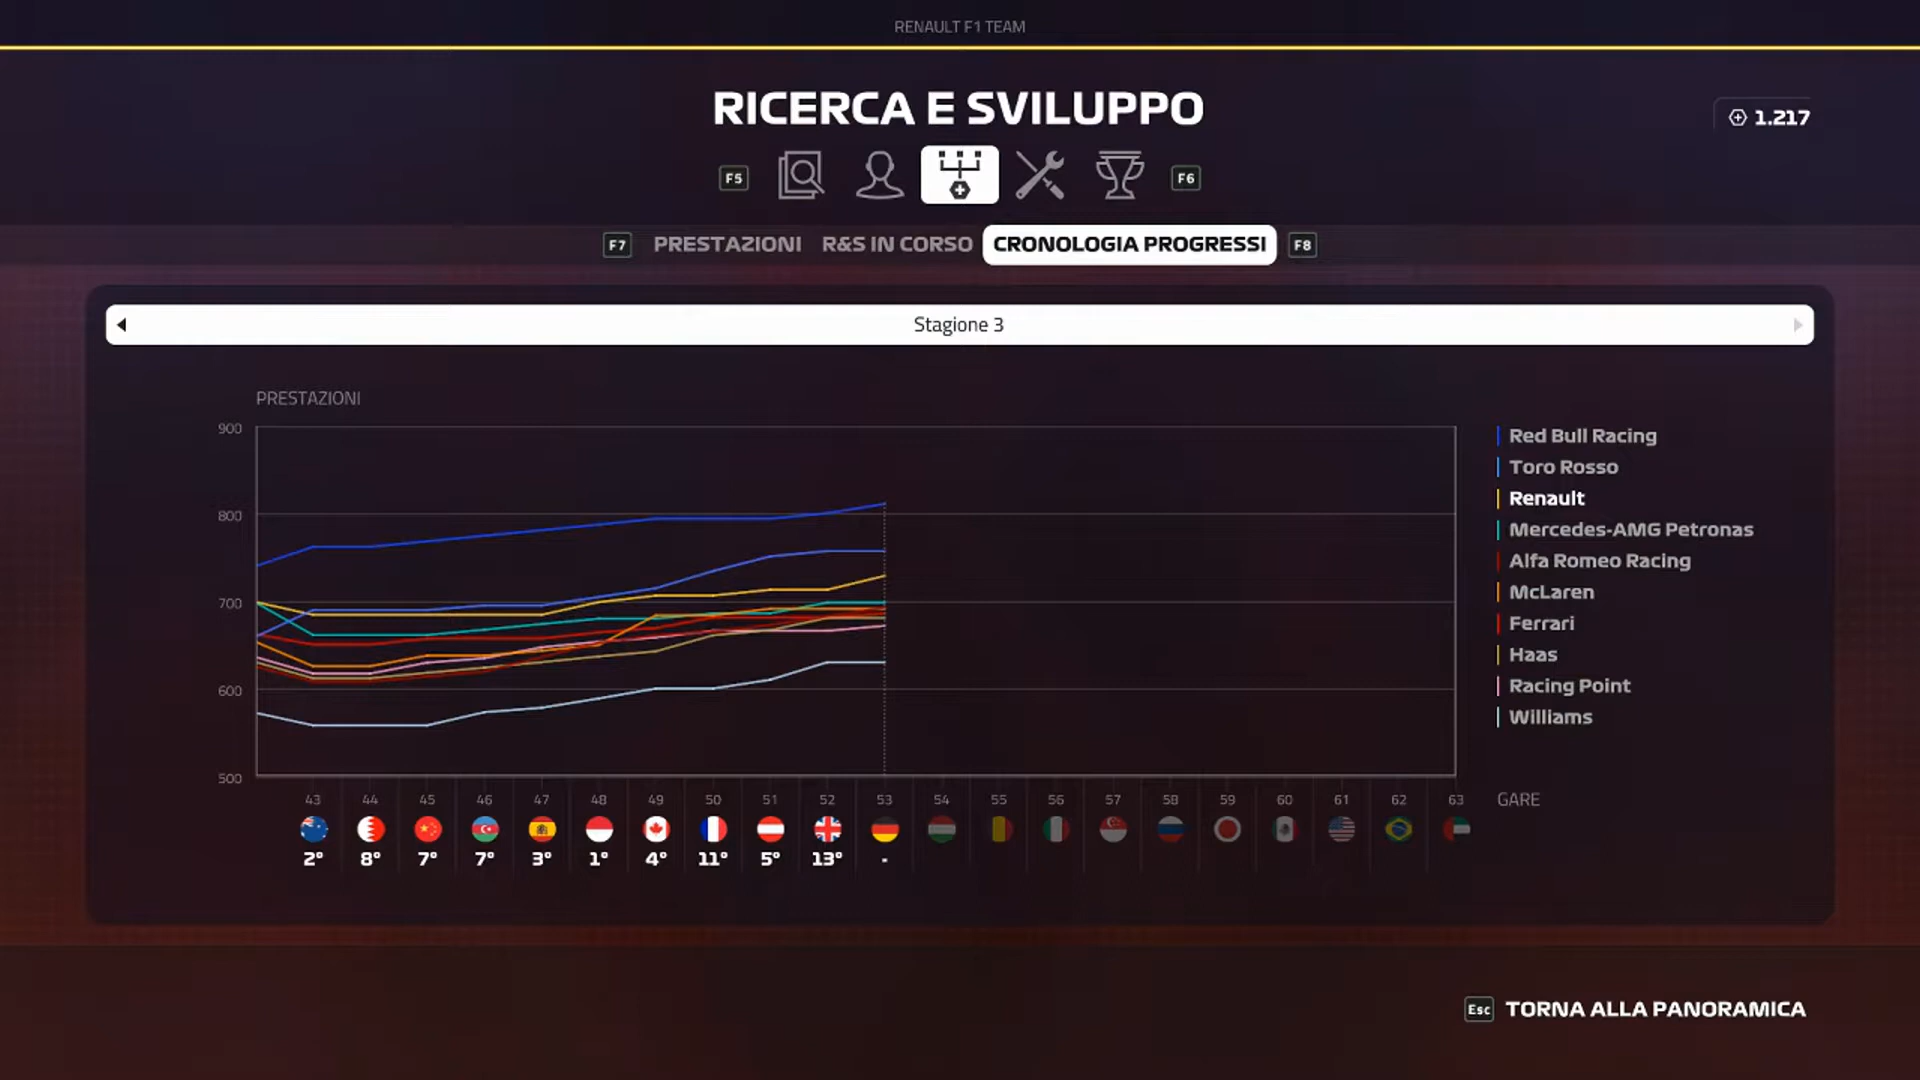 RENAULT F1 TEAM
RICERCA E SVILUPPO
1.217
F5
F6
F7 PRESTAZIONI R&S IN CORSO CRONOLOGIA PROGRESSI F8
Stagione 3
PRESTAZIONI
900
800
700
600
500
Red Bull Racing
Toro Rosso
Renault
Mercedes-AMG Petronas
Alfa Romeo Racing
McLaren
Ferrari
Haas
Racing Point
Williams
43 44 45 46 47 48 49 50 51 52 53 54 55 56 57 58 59 60 61 62 63 GARE
2° 8° 7° 7° 3° 1° 4° 11° 5° 13° -
Esc TORNA ALLA PANORAMICA